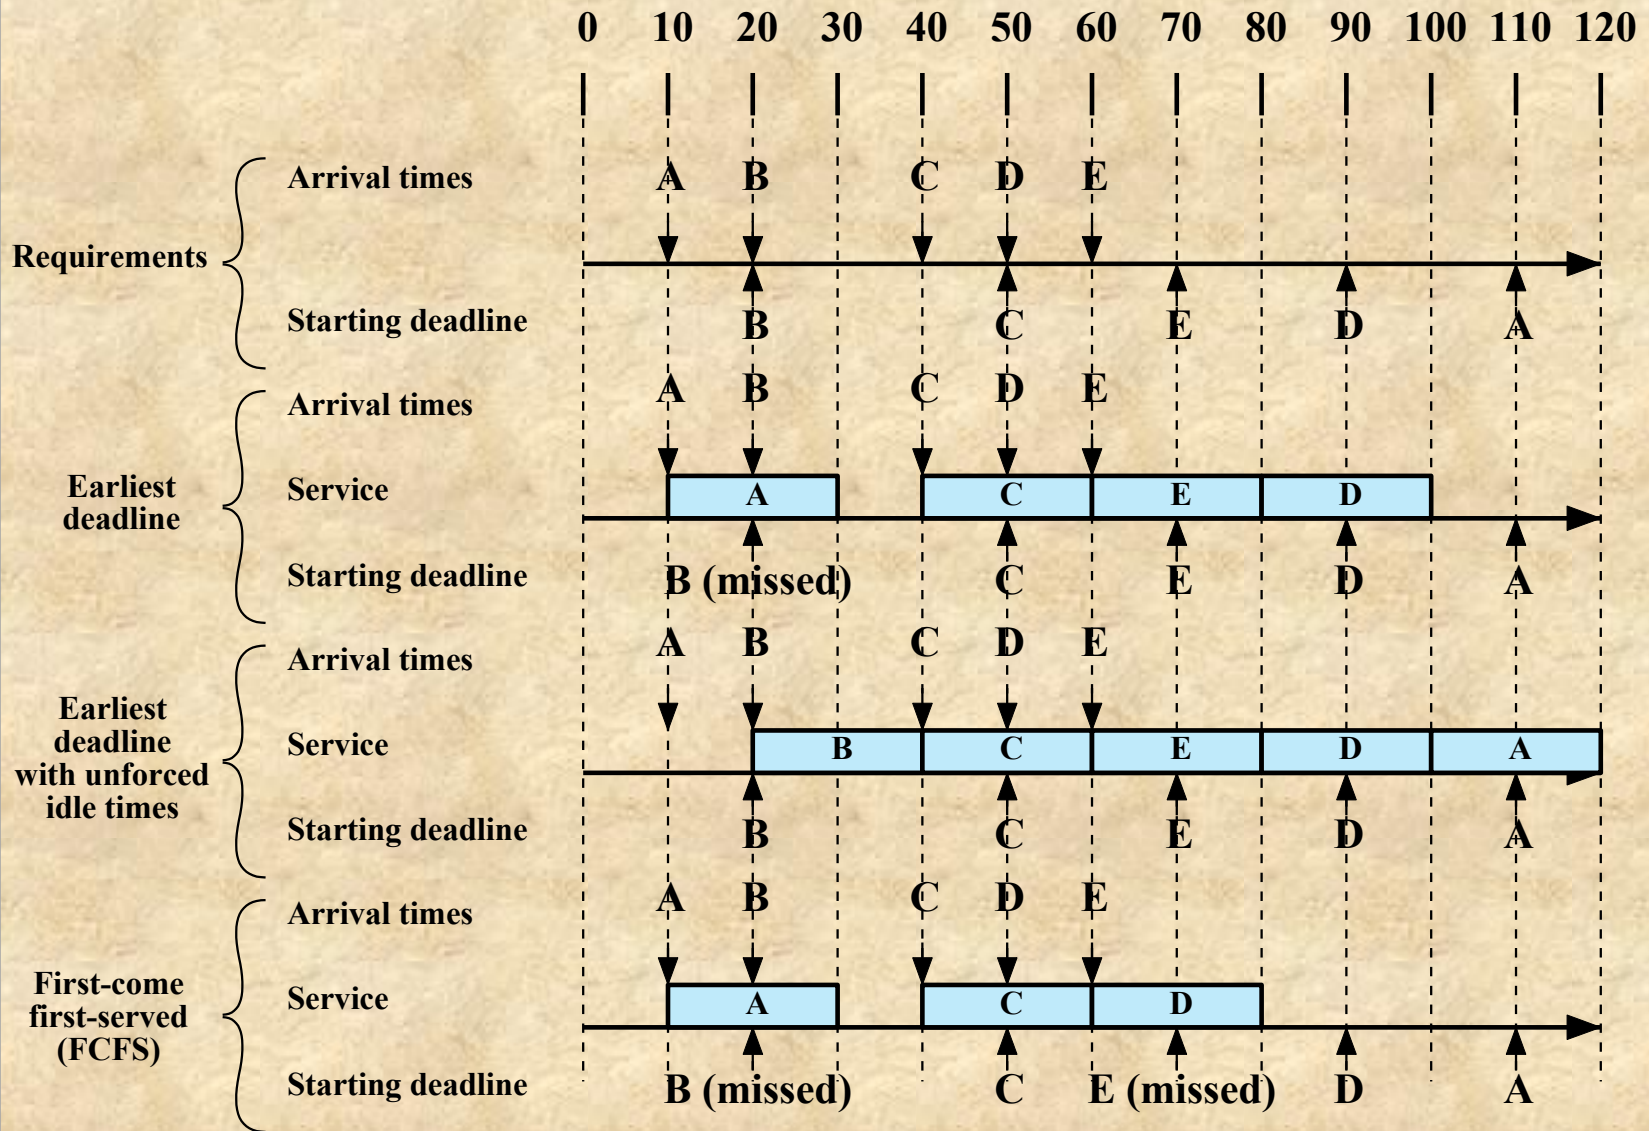 0 10 20 30 40 50 60 70 80 90 100 110 120
Arrival times A B C D E
Requirements
Starting deadline B C E D A
A B C D E
Arrival times
Earliest
deadline
Service A C E D
Starting deadline B (missed) C E D A
A B C D E
Arrival times
Earliest
deadline
with unforced
idle times
Service B C E D A
Starting deadline B C E D A
A B C D E
Arrival times
First-come
first-served
(FCFS)
Service A C D
Starting deadline B (missed) C E (missed) D A